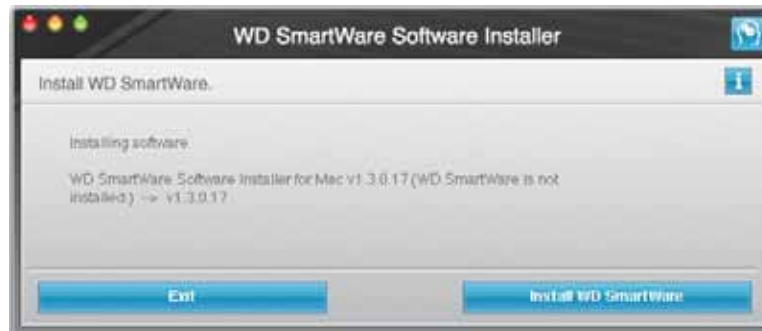 WD SmartWare Software Installer
Install WD SmartWare.
i
Installing software
WD SmartWare Software Installer for Mac v1.3.0.17 (WD SmartWare is not
installed.) --> v1.3.0.17
Exit
Install WD SmartWare